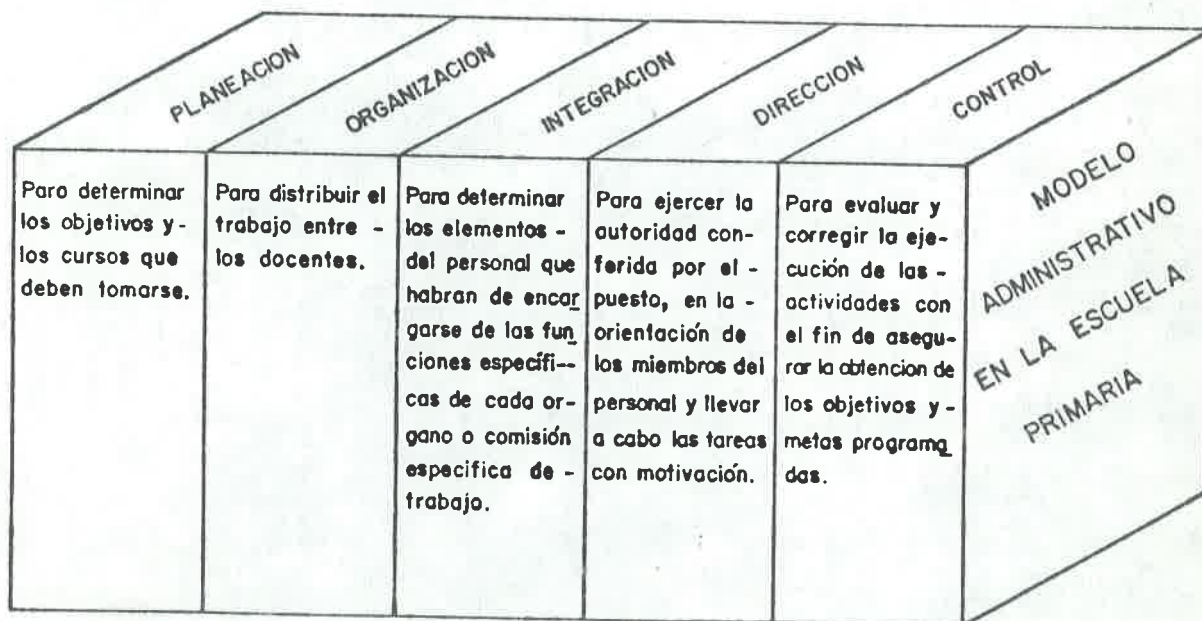 PLANEACION
ORGANIZACION
INTEGRACION
DIRECCION
CONTROL
Para determinar
los objetivos y-
los cursos que
deben tomarse.
Para distribuir el
trabajo entre -
los docentes.
Para determinar
los elementos -
del personal que
habran de encar
garse de las fun
ciones específi--
cas de cada or-
gano o comisión
especifica de -
trabajo.
Para ejercer la
autoridad con-
ferida por el -
puesto, en la -
orientación de
los miembros del
personal y llevar
a cabo las tareas
con motivación.
Para evaluar y
corregir la eje-
cución de las -
actividades con
el fin de asegu-
rar la obtencion de
los objetivos y-
metas programa
das.
MODELO
ADMINISTRATIVO
EN LA ESCUELA
PRIMARIA